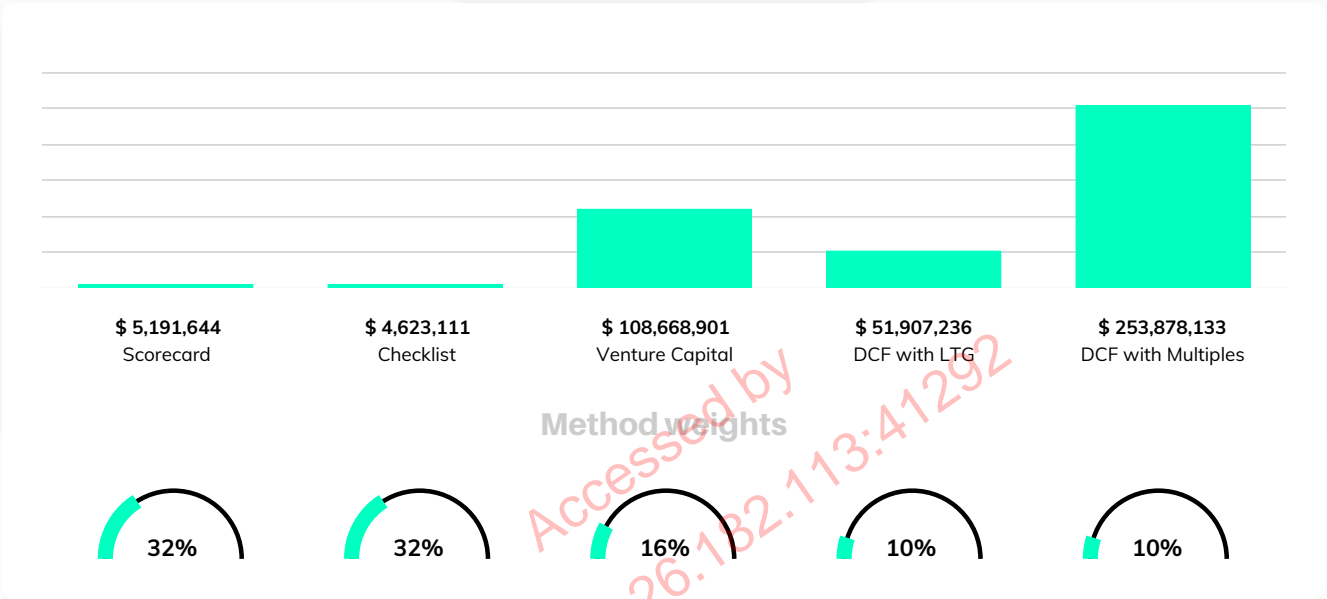 $ 5,191,644
Scorecard
$ 4,623,111
Checklist
$ 108,668,901
Venture Capital
$ 51,907,236
DCF with LTG
$ 253,878,133
DCF with Multiples
Method weights
Accessed by
26.182.113:41292
32%
32%
16%
10%
10%